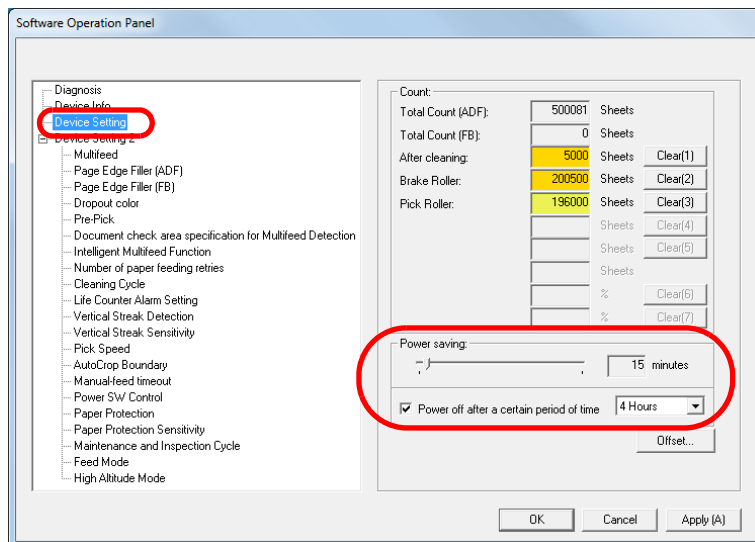 Software Operation Panel
Diagnosis
Device Info
Device Setting
Device Setting 2
Multifeed
Page Edge Filler (ADF)
Page Edge Filler (FB)
Dropout color
Pre-Pick
Document check area specification for Multifeed Detection
Intelligent Multifeed Function
Number of paper feeding retries
Cleaning Cycle
Life Counter Alarm Setting
Vertical Streak Detection
Vertical Streak Sensitivity
Pick Speed
AutoCrop Boundary
Manual-feed timeout
Power SW Control
Paper Protection
Paper Protection Sensitivity
Maintenance and Inspection Cycle
Feed Mode
High Altitude Mode
Count:
Total Count (ADF): 500081 Sheets
Total Count (FB): 0 Sheets
After cleaning: 5000 Sheets Clear(1)
Brake Roller: 200500 Sheets Clear(2)
Pick Roller: 196000 Sheets Clear(3)
Sheets Clear(4)
Sheets Clear(5)
Sheets
% Clear(6)
% Clear(7)
Power saving:
15 minutes
Power off after a certain period of time 4 Hours
Offset...
OK Cancel Apply (A)